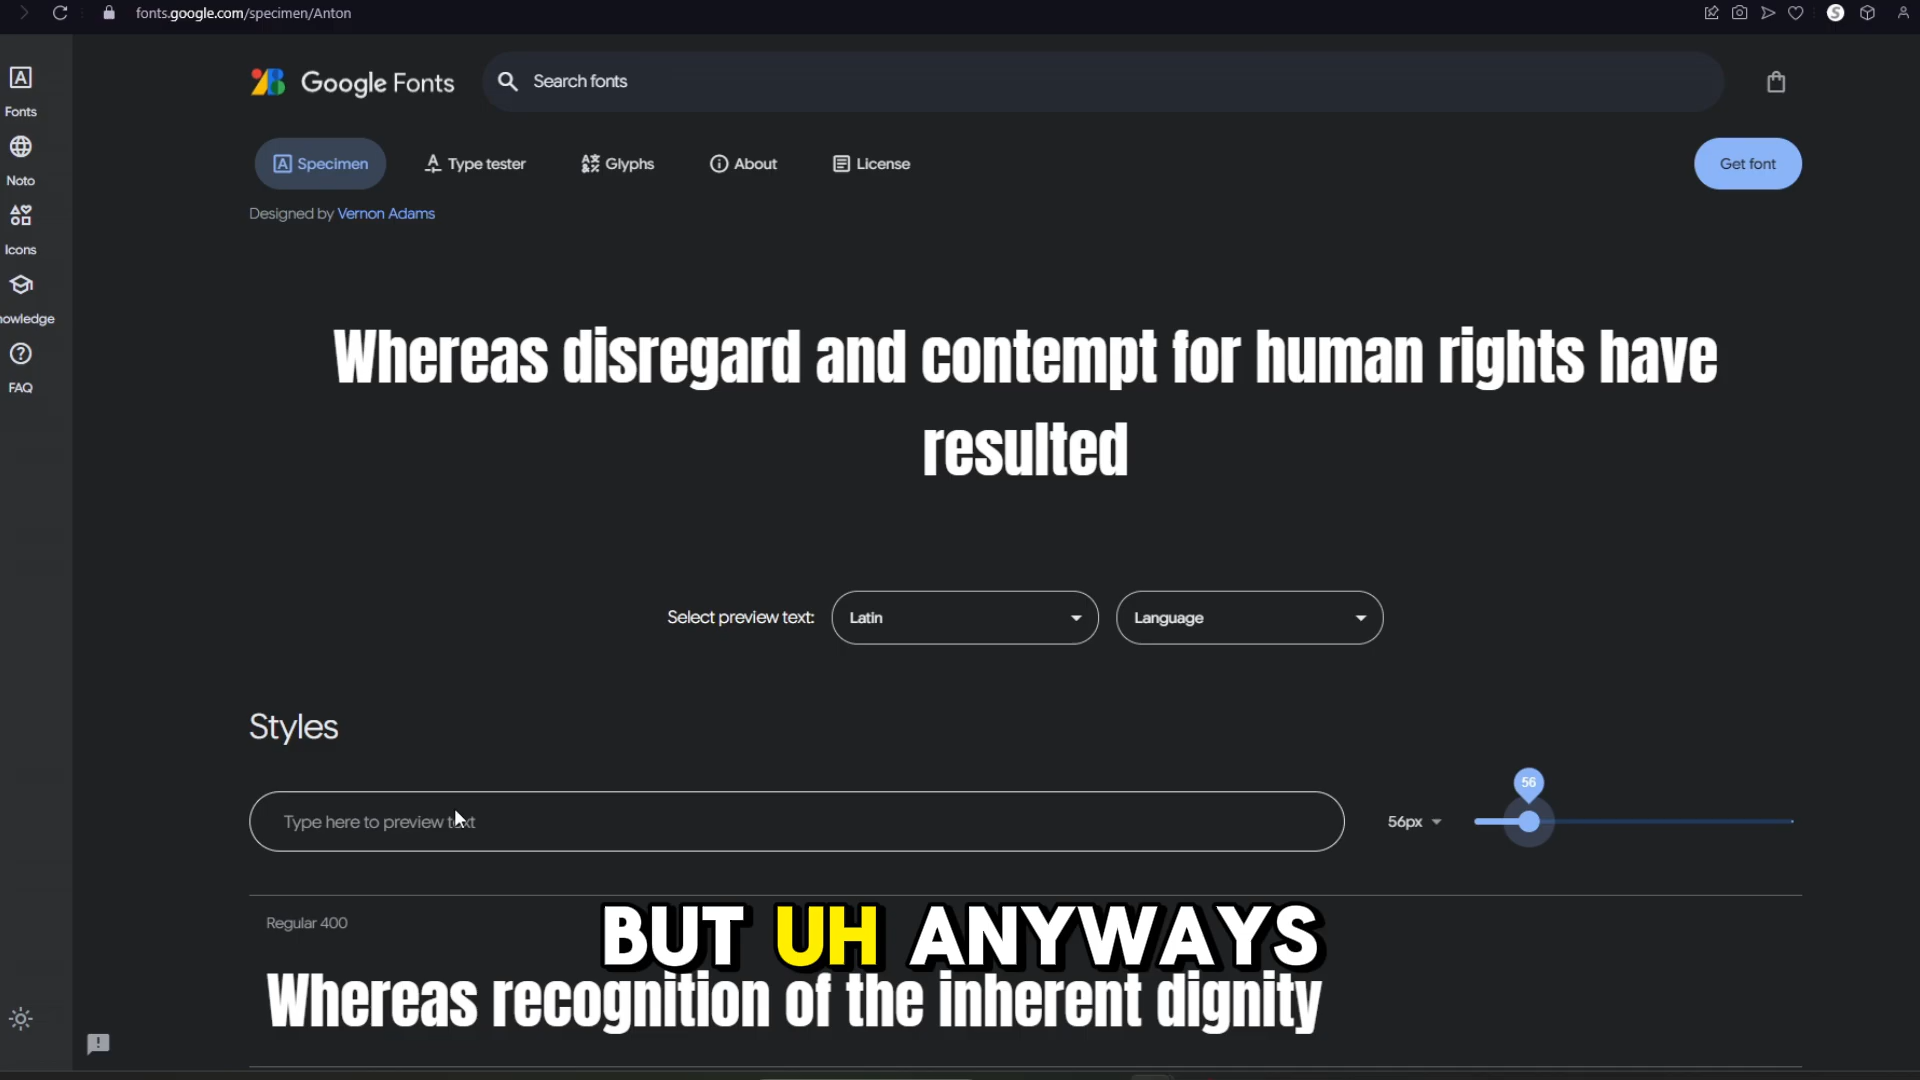 fonts.google.com/specimen/Anton
Google Fonts
Search fonts
Fonts
Noto
Icons
nowledge
FAQ
Specimen
Type tester
Glyphs
About
License
Get font
Designed by Vernon Adams
Whereas disregard and contempt for human rights have
resulted
Select preview text:
Latin
Language
Styles
56
Type here to preview text
56px
Regular 400
BUT UH ANYWAYS
Whereas recognition of the inherent dignity